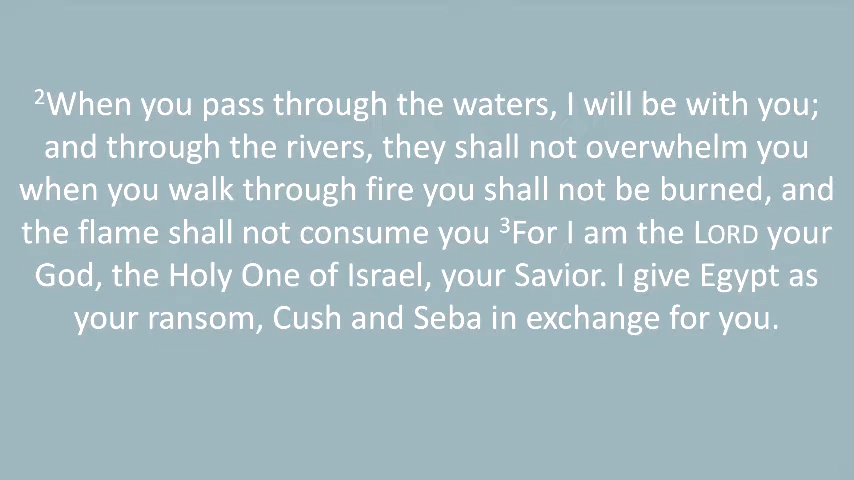 ²When you pass through the waters, I will be with you;
and through the rivers, they shall not overwhelm you
when you walk through fire you shall not be burned, and
the flame shall not consume you ³For I am the LORD your
God, the Holy One of Israel, your Savior. I give Egypt as
your ransom, Cush and Seba in exchange for you.